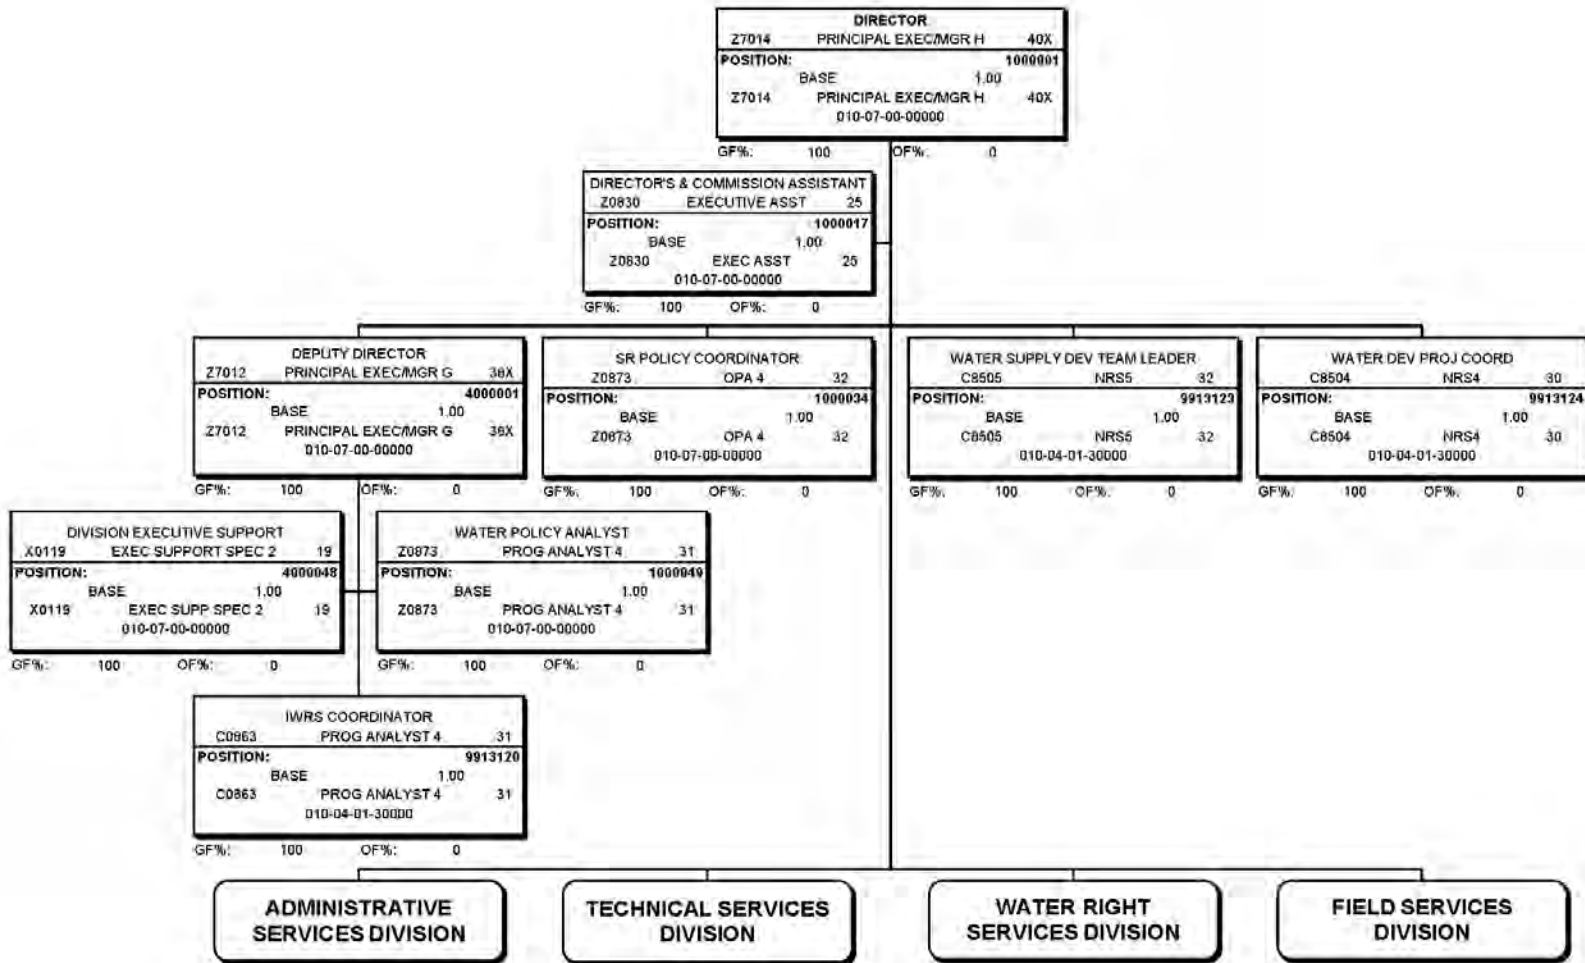 DIRECTOR
Z7014 PRINCIPAL EXEC/MGR H 40X
POSITION: 1000001
BASE 1.00
Z7014 PRINCIPAL EXEC/MGR H 40X
010-07-00-00000
GF%: 100 OF%: 0
DIRECTOR'S & COMMISSION ASSISTANT
Z0830 EXECUTIVE ASST 25
POSITION: 1000017
BASE 1.00
Z0830 EXEC ASST 25
010-07-00-00000
GF%: 100 OF%: 0
DEPUTY DIRECTOR
Z7012 PRINCIPAL EXEC/MGR G 38X
POSITION: 4000001
BASE 1.00
Z7012 PRINCIPAL EXEC/MGR G 38X
010-07-00-00000
GF%: 100 OF%: 0
SR POLICY COORDINATOR
Z0873 OPA 4 32
POSITION: 1000034
BASE 1.00
Z0873 OPA 4 32
010-07-00-00000
GF%: 100 OF%: 0
WATER SUPPLY DEV TEAM LEADER
C8505 NRS5 32
POSITION: 9913123
BASE 1.00
C8505 NRS5 32
010-04-01-30000
GF%: 100 OF%: 0
WATER DEV PROJ COORD
C8504 NRS4 30
POSITION: 9913124
BASE 1.00
C8504 NRS4 30
010-04-01-30000
GF%: 100 OF%: 0
DIVISION EXECUTIVE SUPPORT
X0119 EXEC SUPPORT SPEC 2 19
POSITION: 4000048
BASE 1.00
X0119 EXEC SUPP SPEC 2 19
010-07-00-00000
GF%: 100 OF%: 0
WATER POLICY ANALYST
Z0873 PROG ANALYST 4 31
POSITION: 1000049
BASE 1.00
Z0873 PROG ANALYST 4 31
010-07-00-00000
GF%: 100 OF%: 0
IWRS COORDINATOR
C0863 PROG ANALYST 4 31
POSITION: 9913120
BASE 1.00
C0863 PROG ANALYST 4 31
010-04-01-30000
GF%: 100 OF%: 0
ADMINISTRATIVE
SERVICES DIVISION
TECHNICAL SERVICES
DIVISION
WATER RIGHT
SERVICES DIVISION
FIELD SERVICES
DIVISION